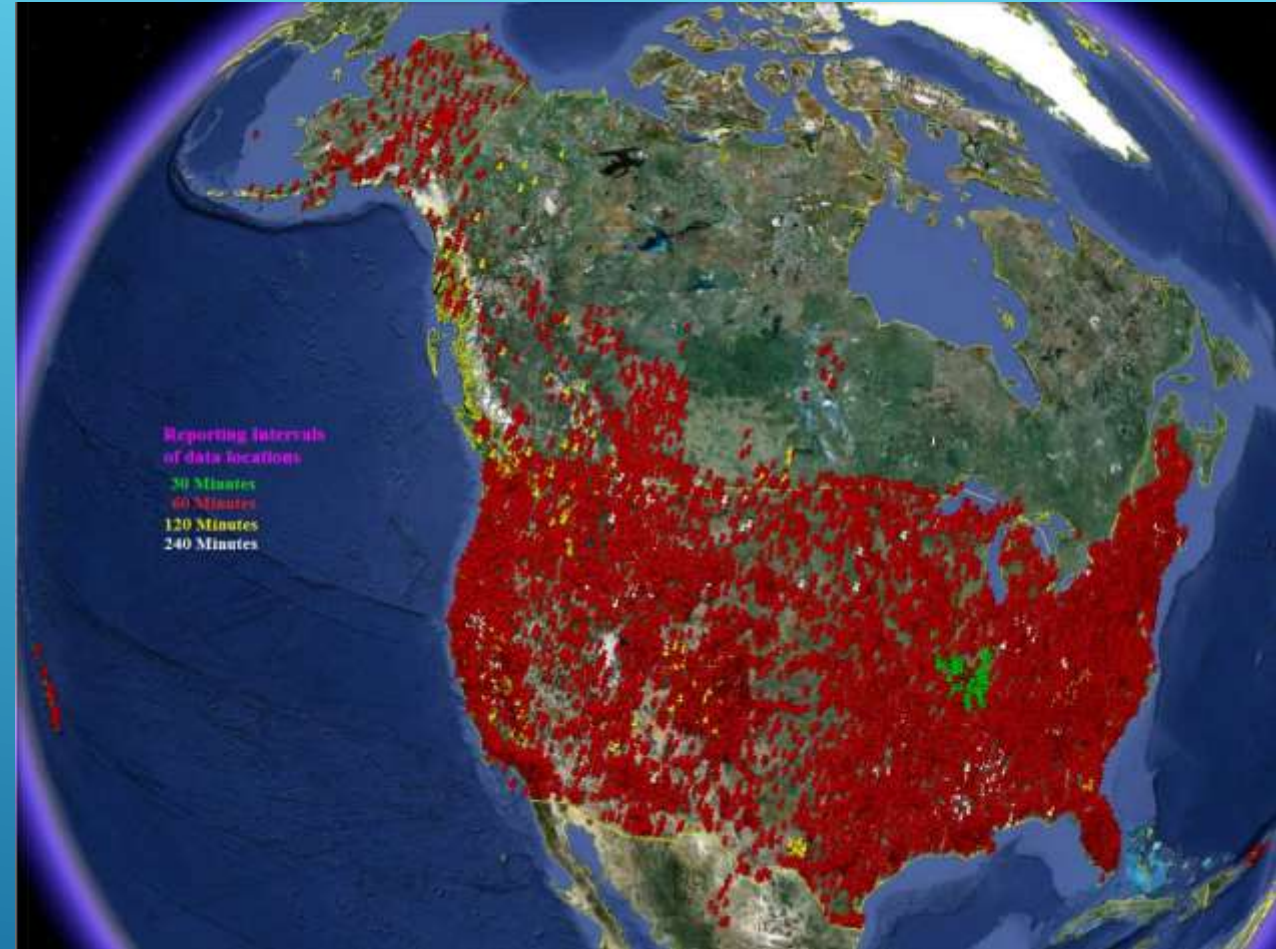 Reporting Intervals
of data locations
30 Minutes
60 Minutes
120 Minutes
240 Minutes